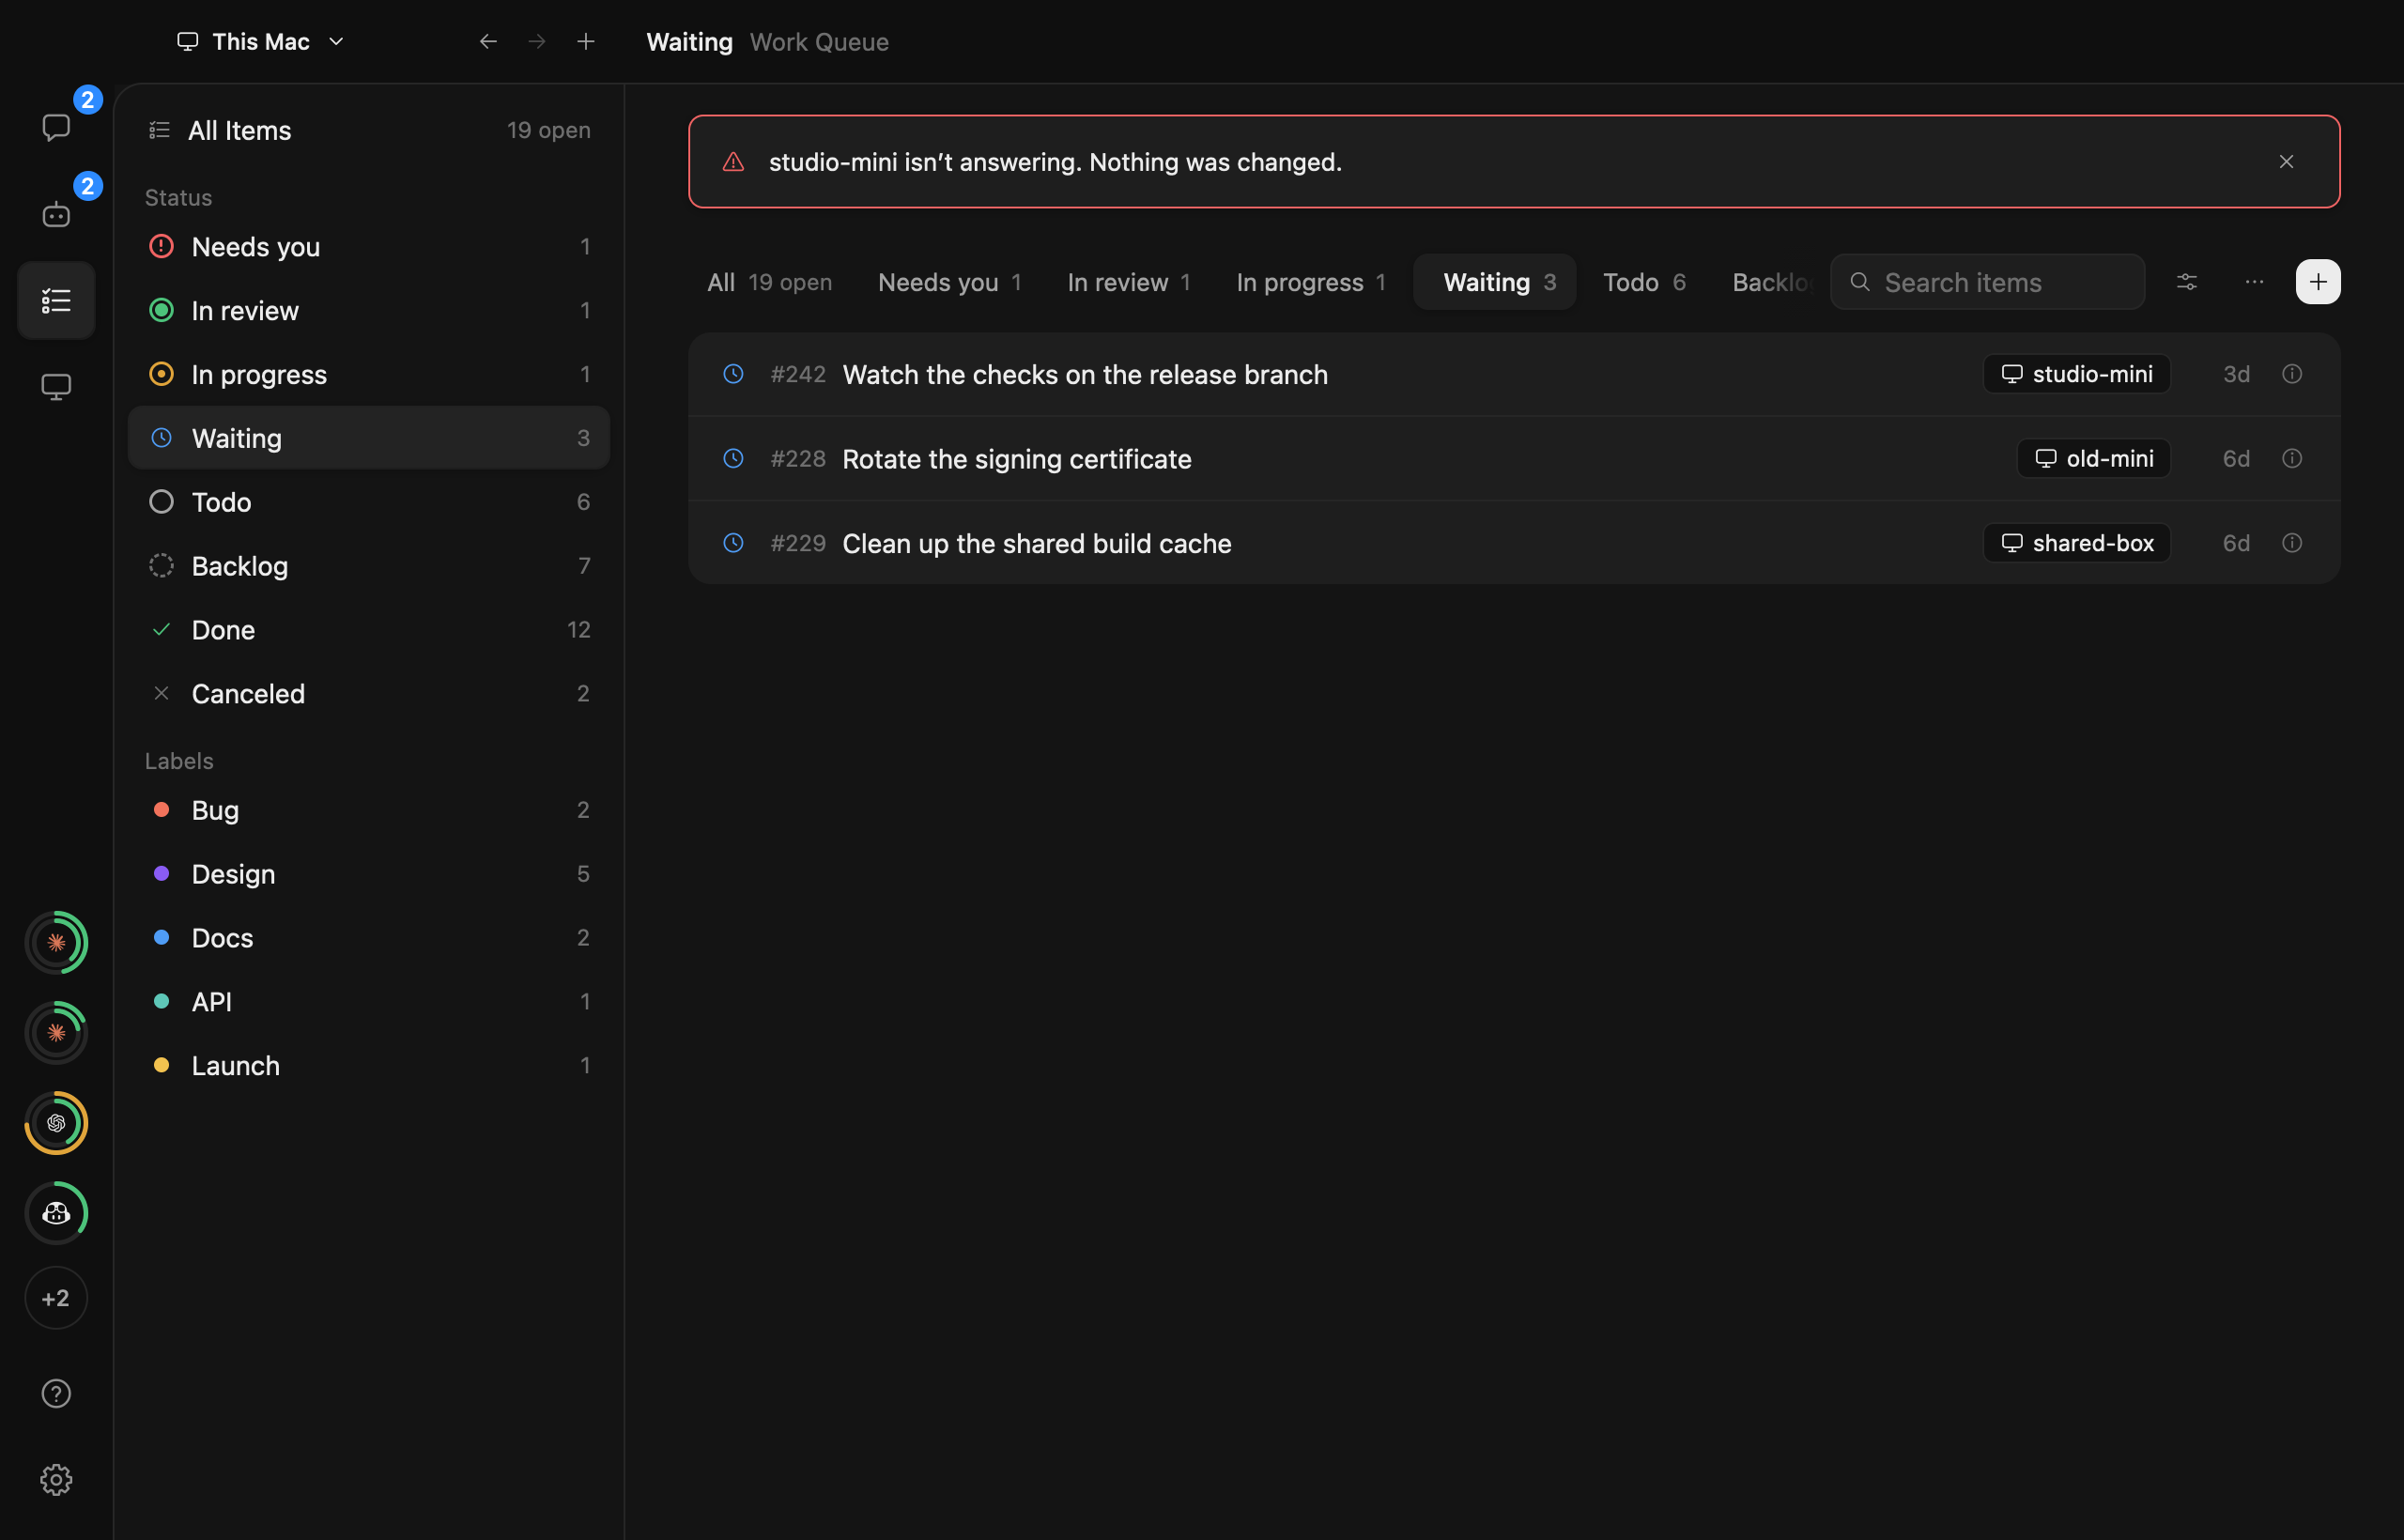 This Mac
Waiting Work Queue
2
2
All Items 19 open
Status
Needs you 1
In review 1
In progress 1
Waiting 3
Todo 6
Backlog 7
Done 12
Canceled 2
Labels
Bug 2
Design 5
Docs 2
API 1
Launch 1
+2
studio-mini isn’t answering. Nothing was changed.
All 19 open Needs you 1 In review 1 In progress 1 Waiting 3 Todo 6 Backlo Search items
#242 Watch the checks on the release branch studio-mini 3d
#228 Rotate the signing certificate old-mini 6d
#229 Clean up the shared build cache shared-box 6d